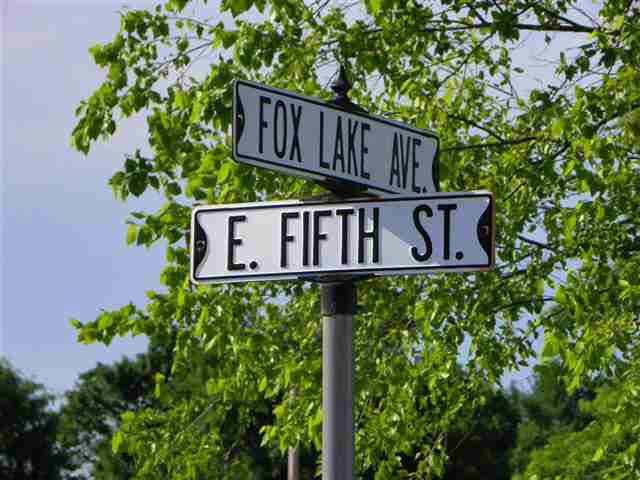 FOX LAKE AVE.
E. FIFTH ST.